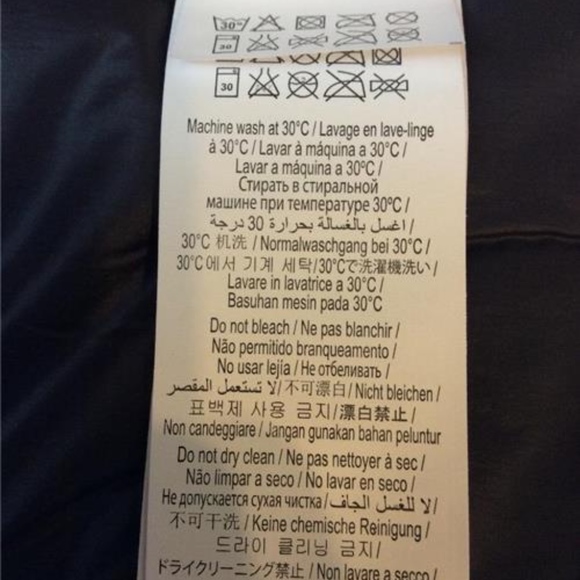 30°
30
30
Machine wash at 30°C / Lavage en lave-linge
à 30°C / Lavar à máquina a 30°C /
Lavar a máquina a 30ºC /
Стирать в стиральной
машине при температуре 30ºC /
اغسل بالغسالة بحرارة 30 درجة /
30°C 机洗 / Normalwaschgang bei 30°C /
30°C에서 기계 세탁/30°Cで洗濯機洗い /
Lavare in lavatrice a 30°C /
Basuhan mesin pada 30°C
Do not bleach / Ne pas blanchir /
Não permitido branqueamento /
No usar lejía / Не отбеливать /
لا تستعمل المقصر/不可漂白/ Nicht bleichen /
표백제 사용 금지/漂白禁止 /
Non candeggiare / Jangan gunakan bahan peluntur
Do not dry clean / Ne pas nettoyer à sec /
Não limpar a seco / No lavar en seco /
Не допускается сухая чистка / لا للغسل الجاف/
不可干洗 / Keine chemische Reinigung /
드라이 클리닝 금지/
ドライクリーニング禁止 / Non lavare a secco /